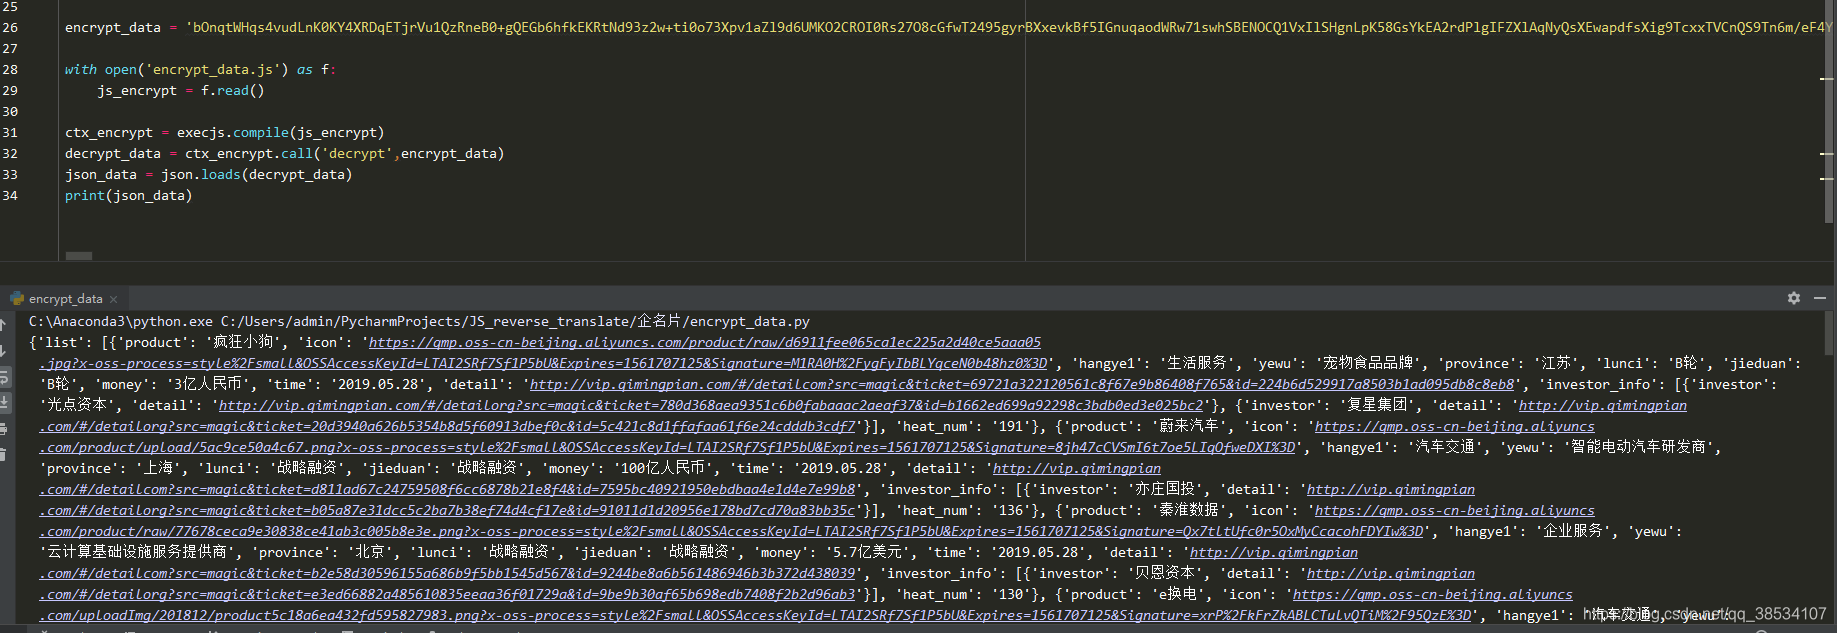 25
26 encrypt_data = 'bOnqtWHqs4vudLnK0KY4XRDqETjrVu1QzRneB0+gQEGb6hfkEKRtNd93z2w+ti0o73Xpv1aZl9d6UMKO2CROI0Rs27O8cGfwT2495gyrBXxevkBf5IGnuqaodWRw71swhSBENOCQ1VxIlSHgnLpK58GsYkEA2rdPlgIFZXlAqNyQsXEwapdfsXig9TcxxTVCnQS9Tn6m/eF4Y
27
28 with open('encrypt_data.js') as f:
29 js_encrypt = f.read()
30
31 ctx_encrypt = execjs.compile(js_encrypt)
32 decrypt_data = ctx_encrypt.call('decrypt',encrypt_data)
33 json_data = json.loads(decrypt_data)
34 print(json_data)
encrypt_data ×
C:\Anaconda3\python.exe C:/Users/admin/PycharmProjects/JS_reverse_translate/企名片/encrypt_data.py
{'list': [{'product': '疯狂小狗', 'icon': 'https://qmp.oss-cn-beijing.aliyuncs.com/product/raw/d6911fee065ca1ec225a2d40ce5aaa05
.jpg?x-oss-process=style%2Fsmall&OSSAccessKeyId=LTAI2SRf7Sf1P5bU&Expires=1561707125&Signature=M1RA0H%2FygFyIbBLYqceN0b48hz0%3D', 'hangye1': '生活服务', 'yewu': '宠物食品品牌', 'province': '江苏', 'lunci': 'B轮', 'jieduan':
'B轮', 'money': '3亿人民币', 'time': '2019.05.28', 'detail': 'http://vip.qimingpian.com/#/detailcom?src=magic&ticket=69721a322120561c8f67e9b86408f765&id=224b6d529917a8503b1ad095db8c8eb8', 'investor_info': [{'investor':
'光点资本', 'detail': 'http://vip.qimingpian.com/#/detailorg?src=magic&ticket=780d368aea9351c6b0fabaaac2aeaf37&id=b1662ed699a92298c3bdb0ed3e025bc2'}, {'investor': '复星集团', 'detail': 'http://vip.qimingpian
.com/#/detailorg?src=magic&ticket=20d3940a626b5354b8d5f60913dbef0c&id=5c421c8d1ffafaa61f6e24cdddb3cdf7'}], 'heat_num': '191'}, {'product': '蔚来汽车', 'icon': 'https://qmp.oss-cn-beijing.aliyuncs
.com/product/upload/5ac9ce50a4c67.png?x-oss-process=style%2Fsmall&OSSAccessKeyId=LTAI2SRf7Sf1P5bU&Expires=1561707125&Signature=8jh47cCVSmI6t7oe5LIqOfweDXI%3D', 'hangye1': '汽车交通', 'yewu': '智能电动汽车研发商',
'province': '上海', 'lunci': '战略融资', 'jieduan': '战略融资', 'money': '100亿人民币', 'time': '2019.05.28', 'detail': 'http://vip.qimingpian
.com/#/detailcom?src=magic&ticket=d811ad67c24759508f6cc6878b21e8f4&id=7595bc40921950ebdbaa4e1d4e7e99b8', 'investor_info': [{'investor': '亦庄国投', 'detail': 'http://vip.qimingpian
.com/#/detailorg?src=magic&ticket=b05a87e31dcc5c2ba7b38ef74d4cf17e&id=91011d1d20956e178bd7cd70a83bb35c'}], 'heat_num': '136'}, {'product': '秦淮数据', 'icon': 'https://qmp.oss-cn-beijing.aliyuncs
.com/product/raw/77678ceca9e30838ce41ab3c005b8e3e.png?x-oss-process=style%2Fsmall&OSSAccessKeyId=LTAI2SRf7Sf1P5bU&Expires=1561707125&Signature=Qx7tLtUfc0r5OxMyCcacohFDYIw%3D', 'hangye1': '企业服务', 'yewu':
'云计算基础设施服务提供商', 'province': '北京', 'lunci': '战略融资', 'jieduan': '战略融资', 'money': '5.7亿美元', 'time': '2019.05.28', 'detail': 'http://vip.qimingpian
.com/#/detailcom?src=magic&ticket=b2e58d30596155a686b9f5bb1545d567&id=9244be8a6b561486946b3b372d438039', 'investor_info': [{'investor': '贝恩资本', 'detail': 'http://vip.qimingpian
.com/#/detailorg?src=magic&ticket=e3ed66882a485610835eeaa36f01729a&id=9be9b30af65b698edb7408f2b2d96ab3'}], 'heat_num': '130'}, {'product': 'e换电', 'icon': 'https://qmp.oss-cn-beijing.aliyuncs
.com/uploadImg/201812/product5c18a6ea432fd595827983.png?x-oss-process=style%2Fsmall&OSSAccessKeyId=LTAI2SRf7Sf1P5bU&Expires=1561707125&Signature=xrP%2FkFrZkABLCTulvQTiM%2F95QzE%3D', 'hangye1': '汽车交通', 'yewu':
https://blog.csdn.net/qq_38534107